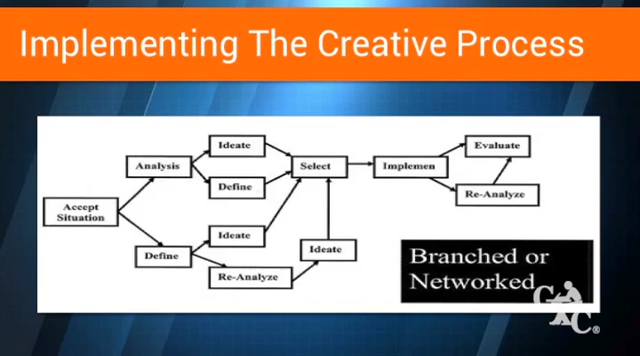 Implementing The Creative Process
Ideate
Evaluate
Analysis
Select
Implemen
Define
Re-Analyze
Accept
Situation
Ideate
Ideate
Define
Re-Analyze
Branched or
Networked
GXC®